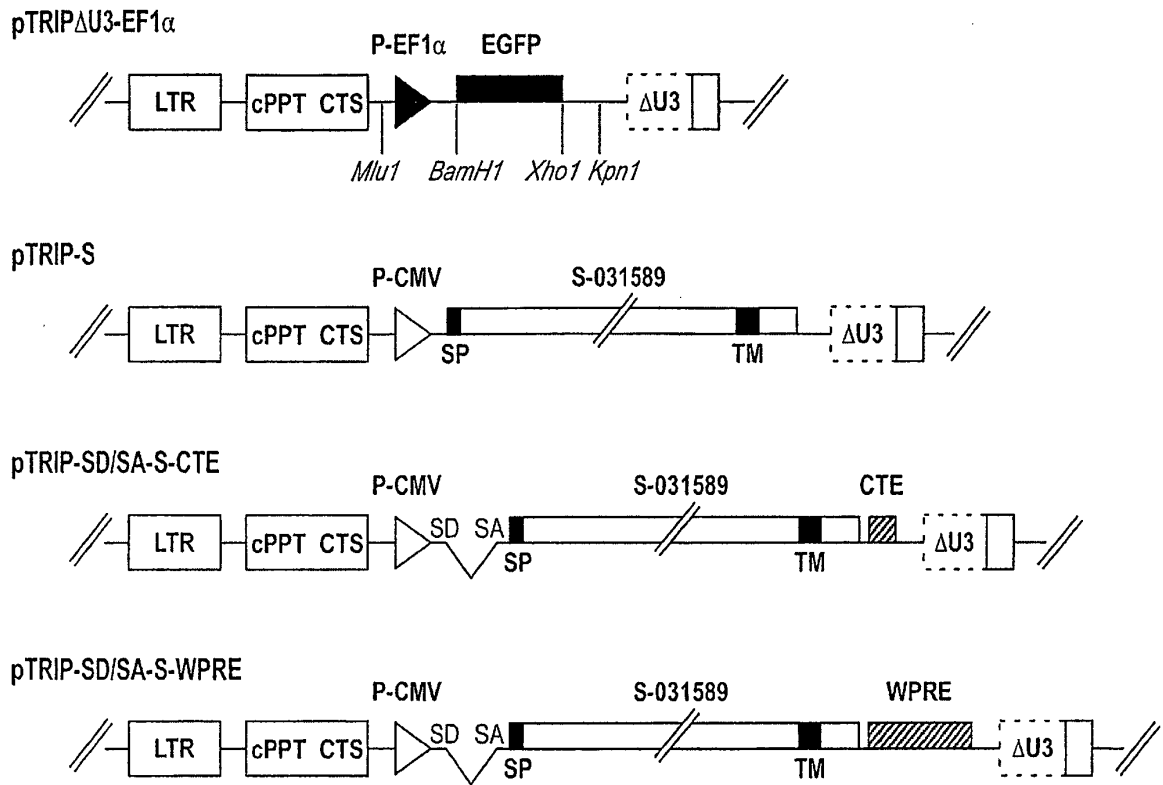 pTRIPΔU3-EF1α
P-EF1α EGFP
LTR cPPT CTS ΔU3
Mlu1 BamH1 Xho1 Kpn1
pTRIP-S
P-CMV S-031589
LTR cPPT CTS ΔU3
SP TM
pTRIP-SD/SA-S-CTE
P-CMV S-031589 CTE
SD SA
LTR cPPT CTS ΔU3
SP TM
pTRIP-SD/SA-S-WPRE
P-CMV S-031589 WPRE
SD SA
LTR cPPT CTS ΔU3
SP TM